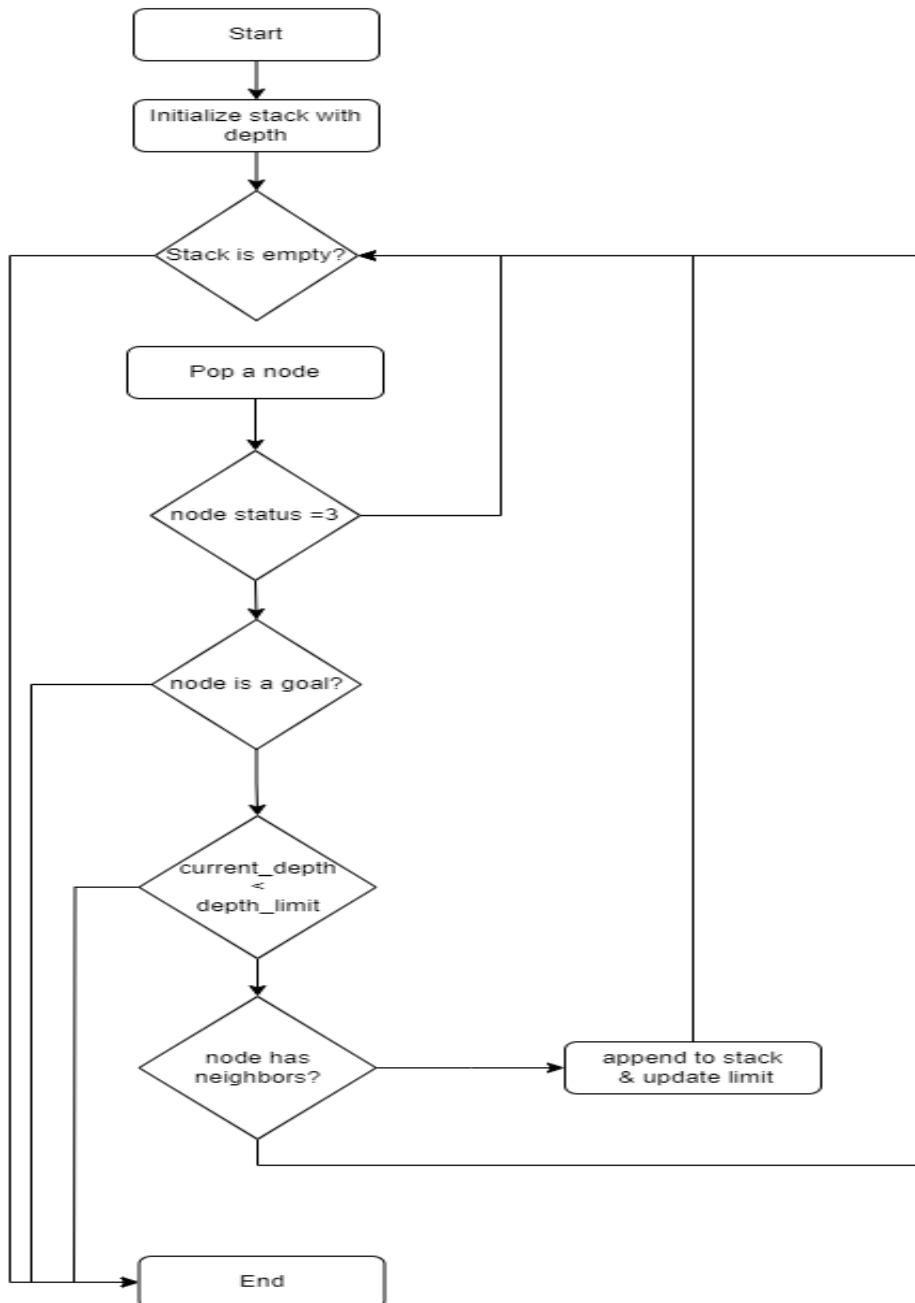 Start
Initialize stack with
depth
Stack is empty?
Pop a node
node status =3
node is a goal?
current_depth
<
depth_limit
node has
neighbors?
append to stack
& update limit
End